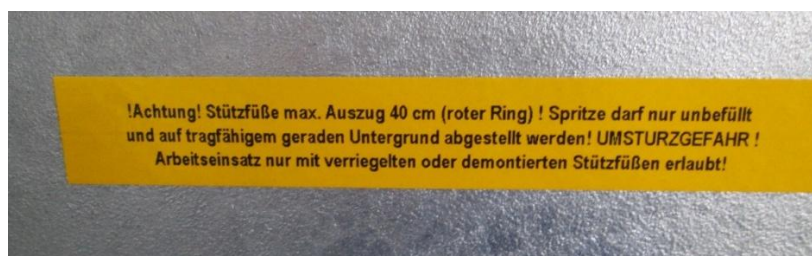 !Achtung! Stützfüße max. Auszug 40 cm (roter Ring) ! Spritze darf nur unbefüllt
und auf tragfähigem geraden Untergrund abgestellt werden! UMSTURZGEFAHR !
Arbeitseinsatz nur mit verriegelten oder demontierten Stützfüßen erlaubt!